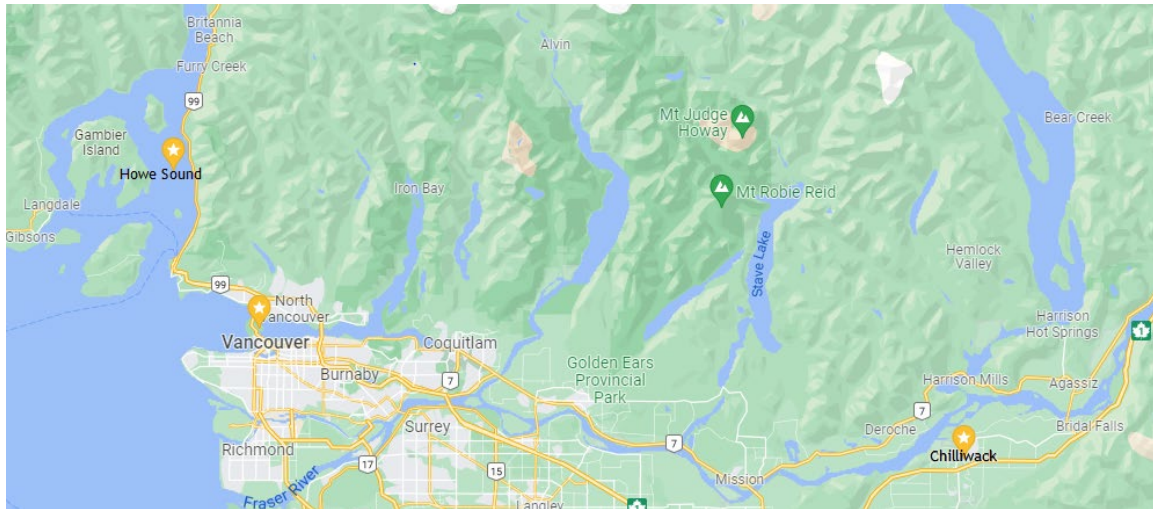 Britannia
Beach
Alvin
Furry Creek
99
Mt Judge
Howay
Bear Creek
Gambier
Island
Howe Sound
Iron Bay
Mt Robie Reid
Langdale
Gibsons
Stave Lake
Hemlock
Valley
99
North
Vancouver
Harrison
Hot Springs
1
Vancouver
Coquitlam
Burnaby
7
Golden Ears
Provincial
Park
Harrison Mills
Agassiz
7
Surrey
Deroche
Bridal Falls
Richmond
7
Chilliwack
17
15
Mission
Fraser River
Langley
1